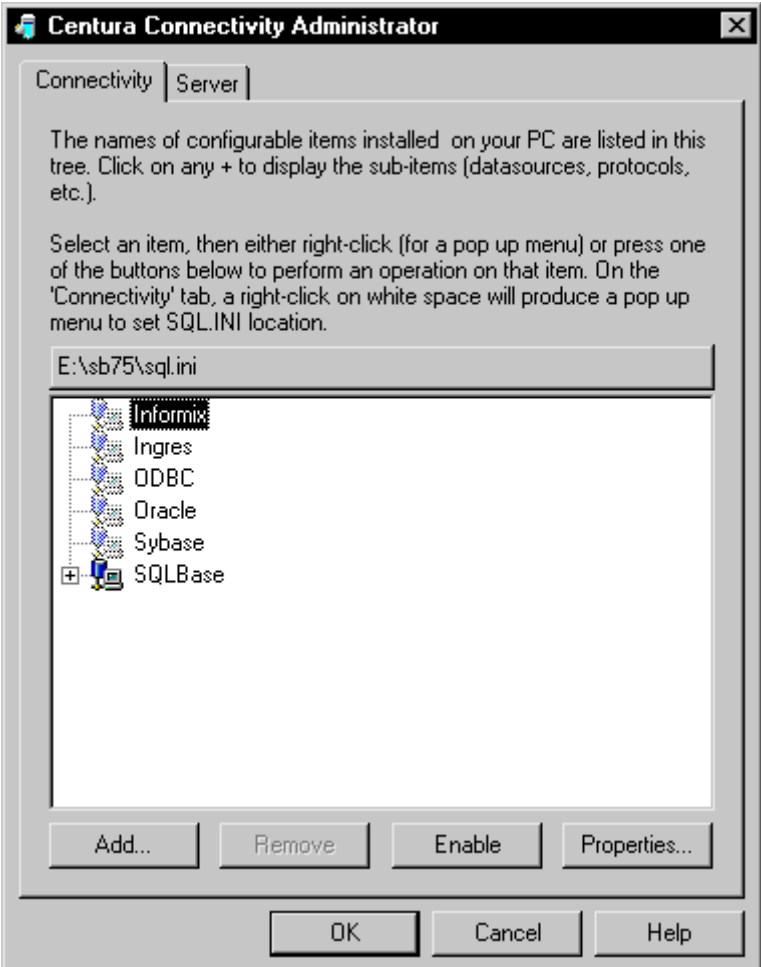 Centura Connectivity Administrator
Connectivity
Server
The names of configurable items installed on your PC are listed in this
tree. Click on any + to display the sub-items (datasources, protocols,
etc.).
Select an item, then either right-click (for a pop up menu) or press one
of the buttons below to perform an operation on that item. On the
'Connectivity' tab, a right-click on white space will produce a pop up
menu to set SQL.INI location.
E:\sb75\sql.ini
Informix
Ingres
ODBC
Oracle
Sybase
SQLBase
Add...
Remove
Enable
Properties...
OK
Cancel
Help